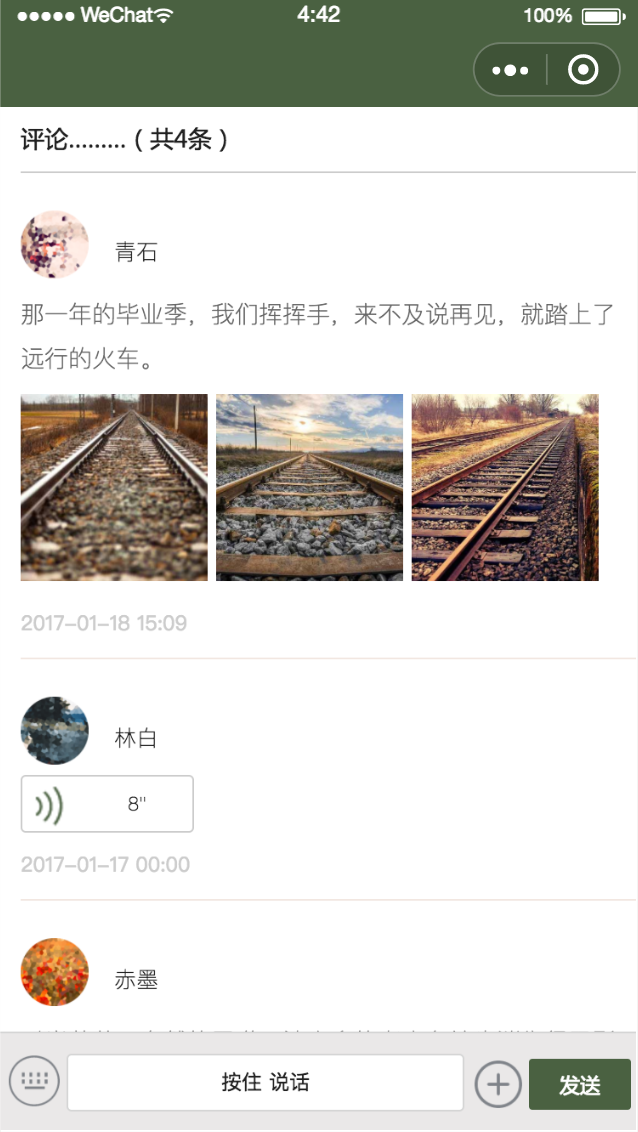 ●●●●● WeChat 4:42 100%
评论.........（共4条）
青石
那一年的毕业季，我们挥挥手，来不及说再见，就踏上了
远行的火车。
2017-01-18 15:09
林白
8"
2017-01-17 00:00
赤墨
按住 说话
发送